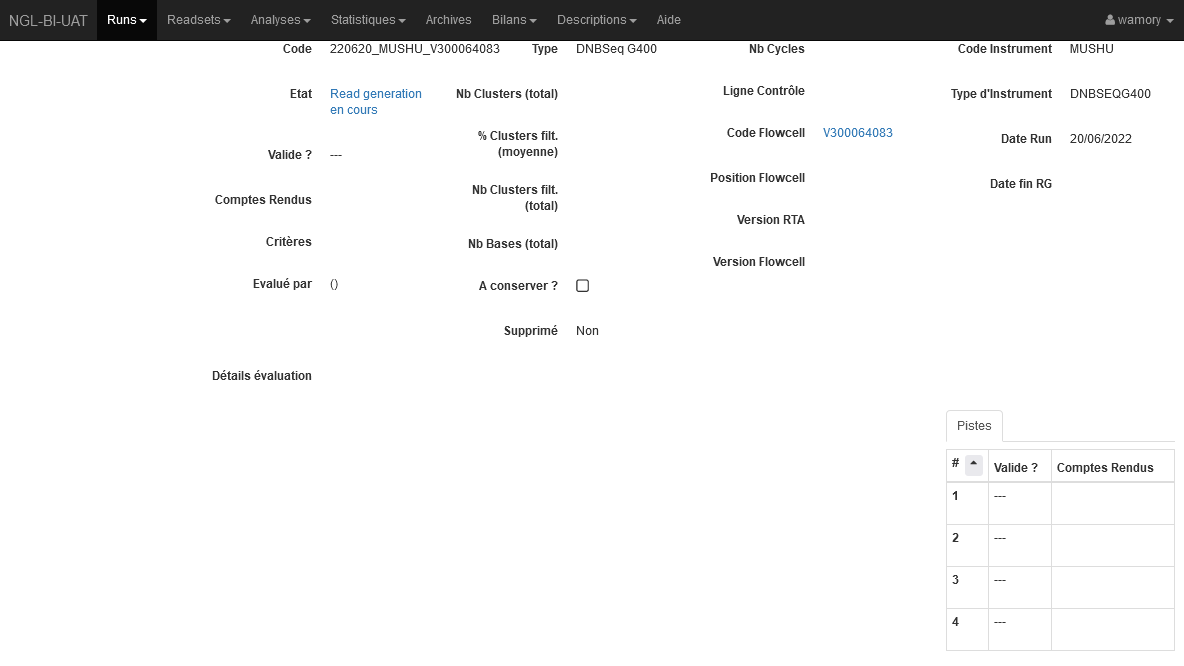 NGL-BI-UAT Runs Readsets Analyses Statistiques Archives Bilans Descriptions Aide wamory
Code 220620_MUSHU_V300064083 Type DNBSeq G400 Nb Cycles Code Instrument MUSHU
Etat Read generation
en cours
Nb Clusters (total)
Ligne Contrôle
Type d'Instrument DNBSEQG400
% Clusters filt.
(moyenne)
Code Flowcell V300064083
Date Run 20/06/2022
Valide ? ---
Position Flowcell
Date fin RG
Nb Clusters filt.
(total)
Comptes Rendus
Version RTA
Critères
Nb Bases (total)
Version Flowcell
Evalué par ()
A conserver ?
Supprimé Non
Détails évaluation
Pistes
# Valide ? Comptes Rendus
1 ---
2 ---
3 ---
4 ---